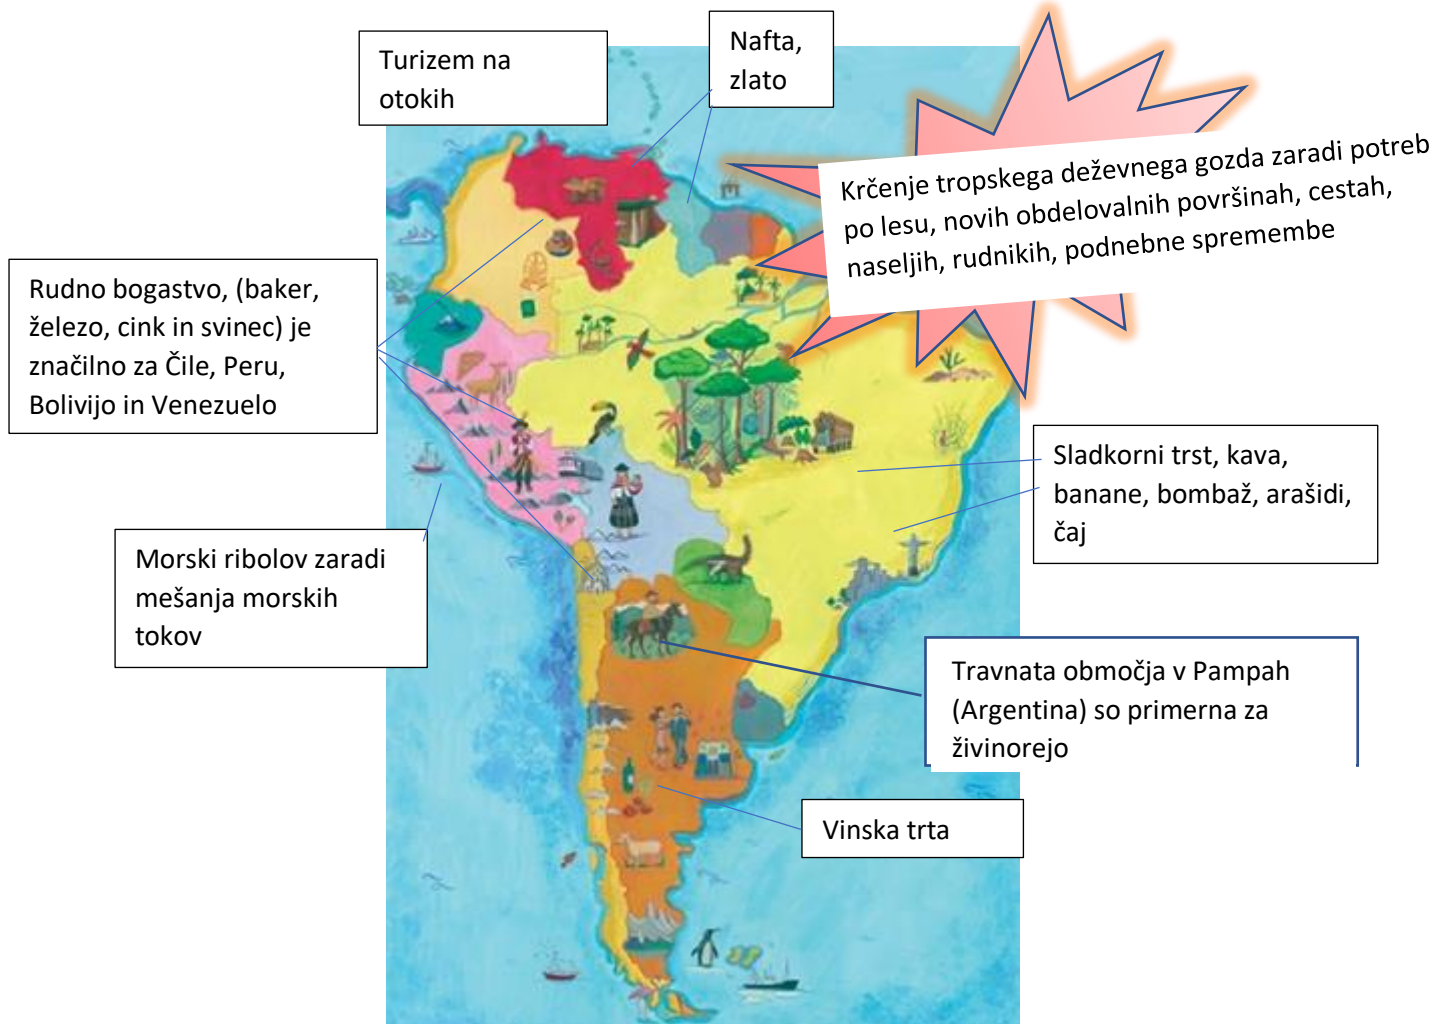 Turizem na
otokih
Nafta,
zlato
Krčenje tropskega deževnega gozda zaradi potreb
po lesu, novih obdelovalnih površinah, cestah,
naseljih, rudnikih, podnebne spremembe
Rudno bogastvo, (baker,
železo, cink in svinec) je
značilno za Čile, Peru,
Bolivijo in Venezuelo
Sladkorni trst, kava,
banane, bombaž, arašidi,
čaj
Morski ribolov zaradi
mešanja morskih
tokov
Travnata območja v Pampah
(Argentina) so primerna za
živinorejo
Vinska trta